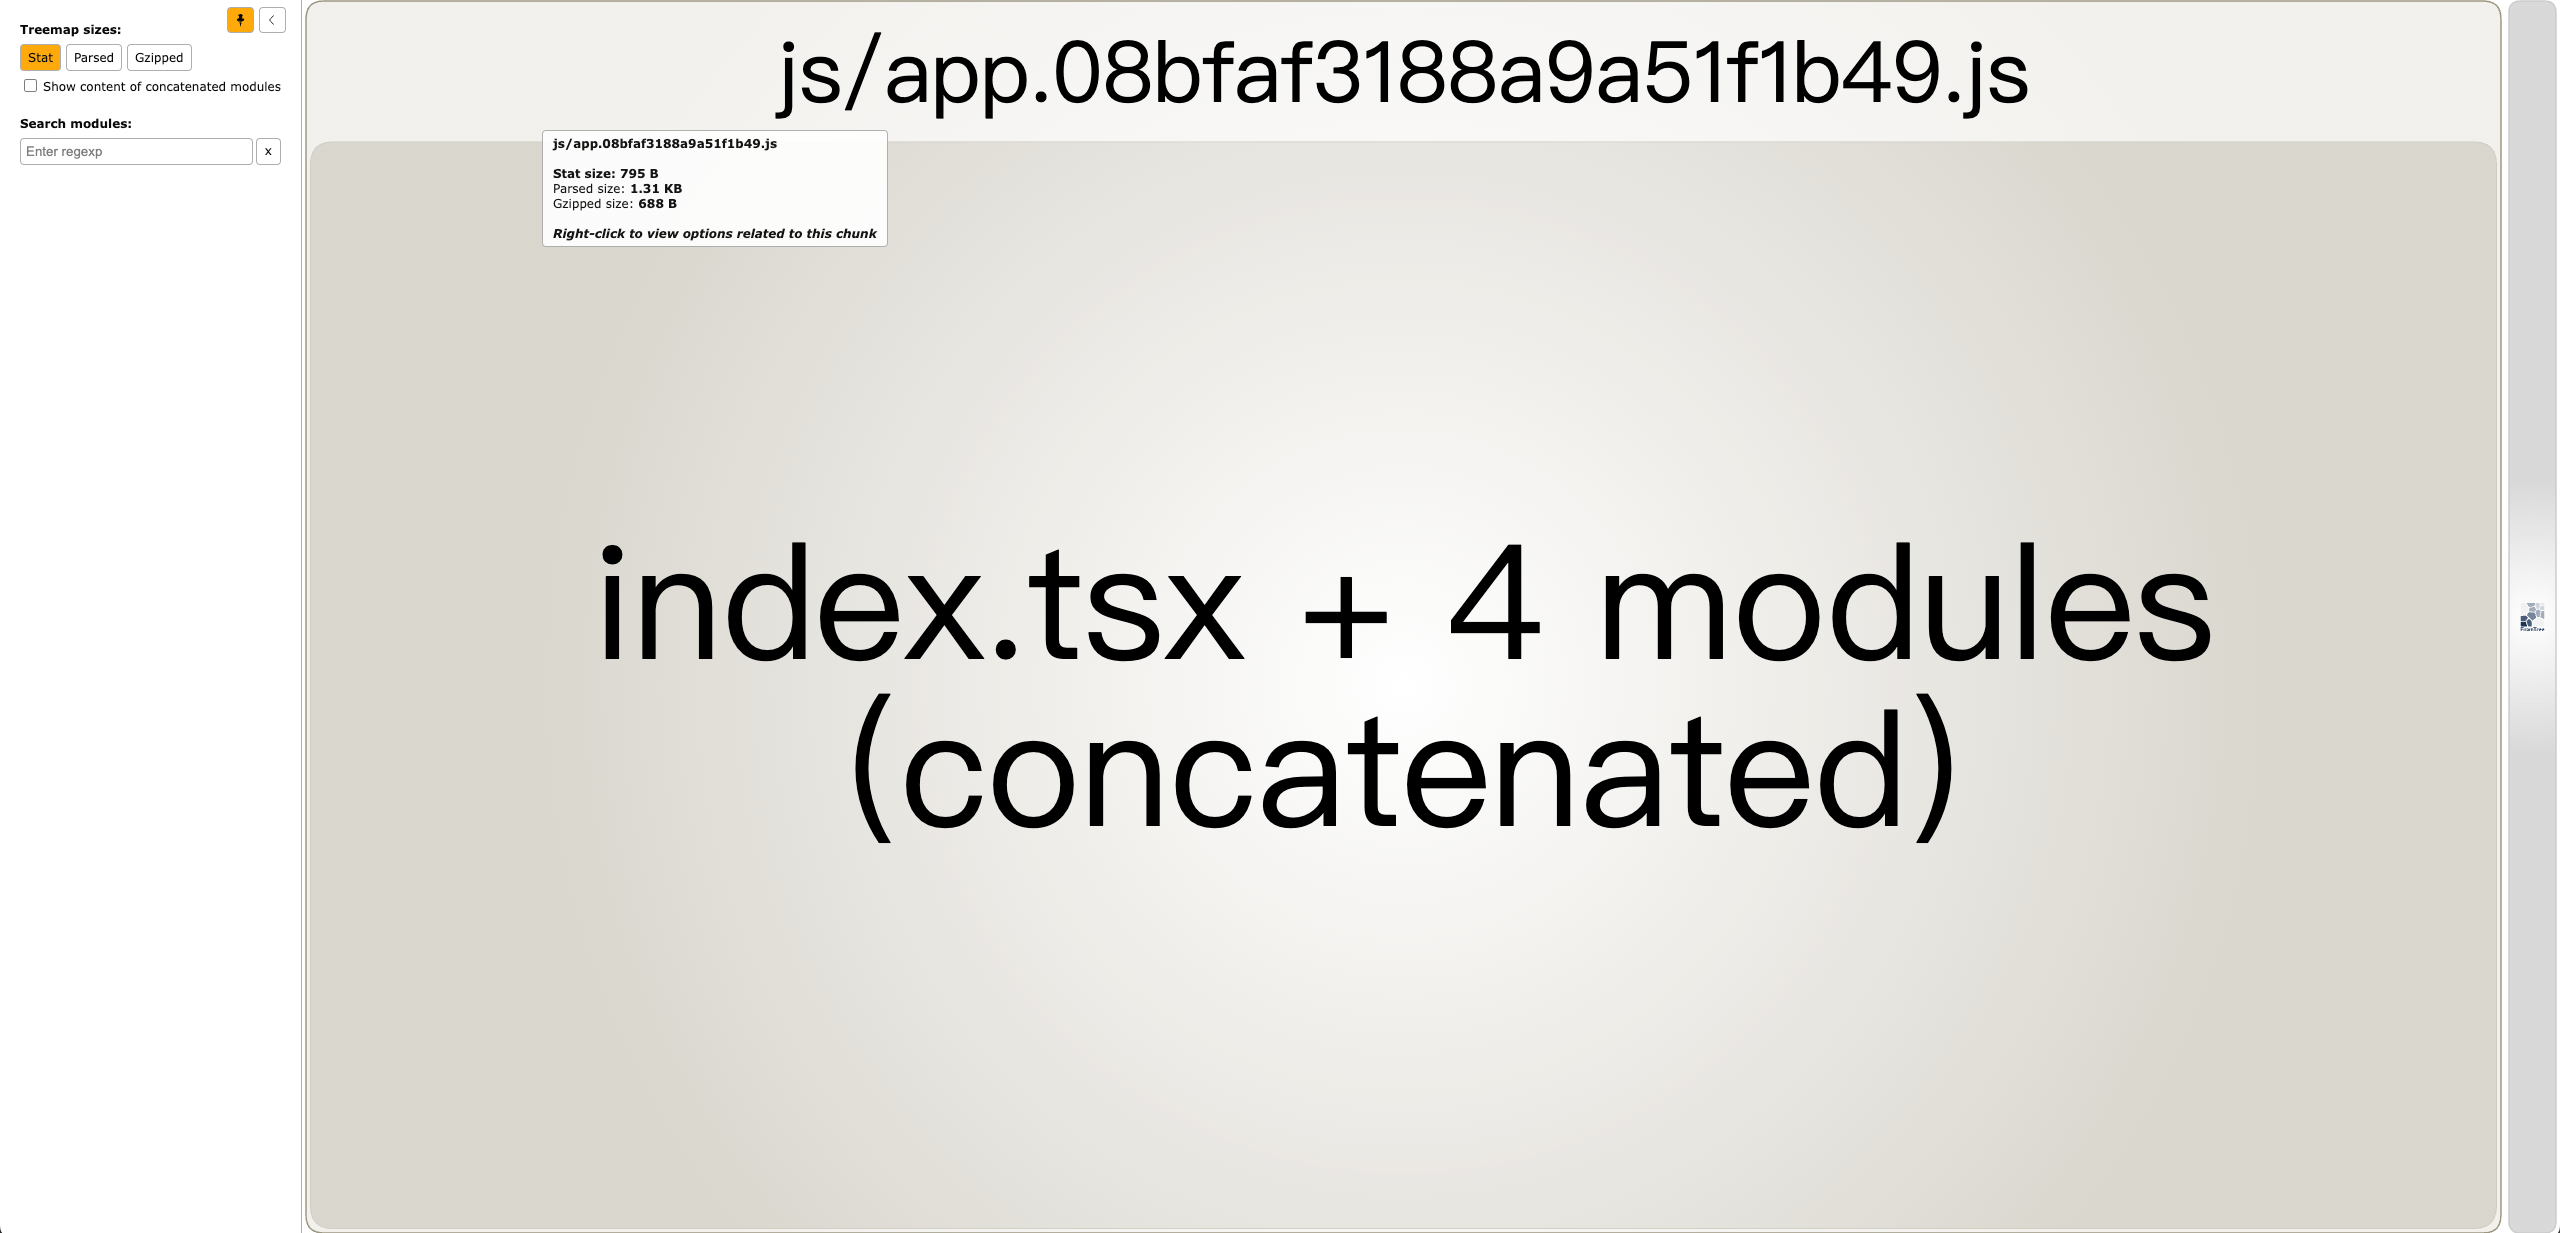 Treemap sizes:
Stat Parsed Gzipped
Show content of concatenated modules
Search modules:
Enter regexp x
js/app.08bfaf3188a9a51f1b49.js
js/app.08bfaf3188a9a51f1b49.js
Stat size: 795 B
Parsed size: 1.31 KB
Gzipped size: 688 B
Right-click to view options related to this chunk
index.tsx + 4 modules
(concatenated)
FoamTree